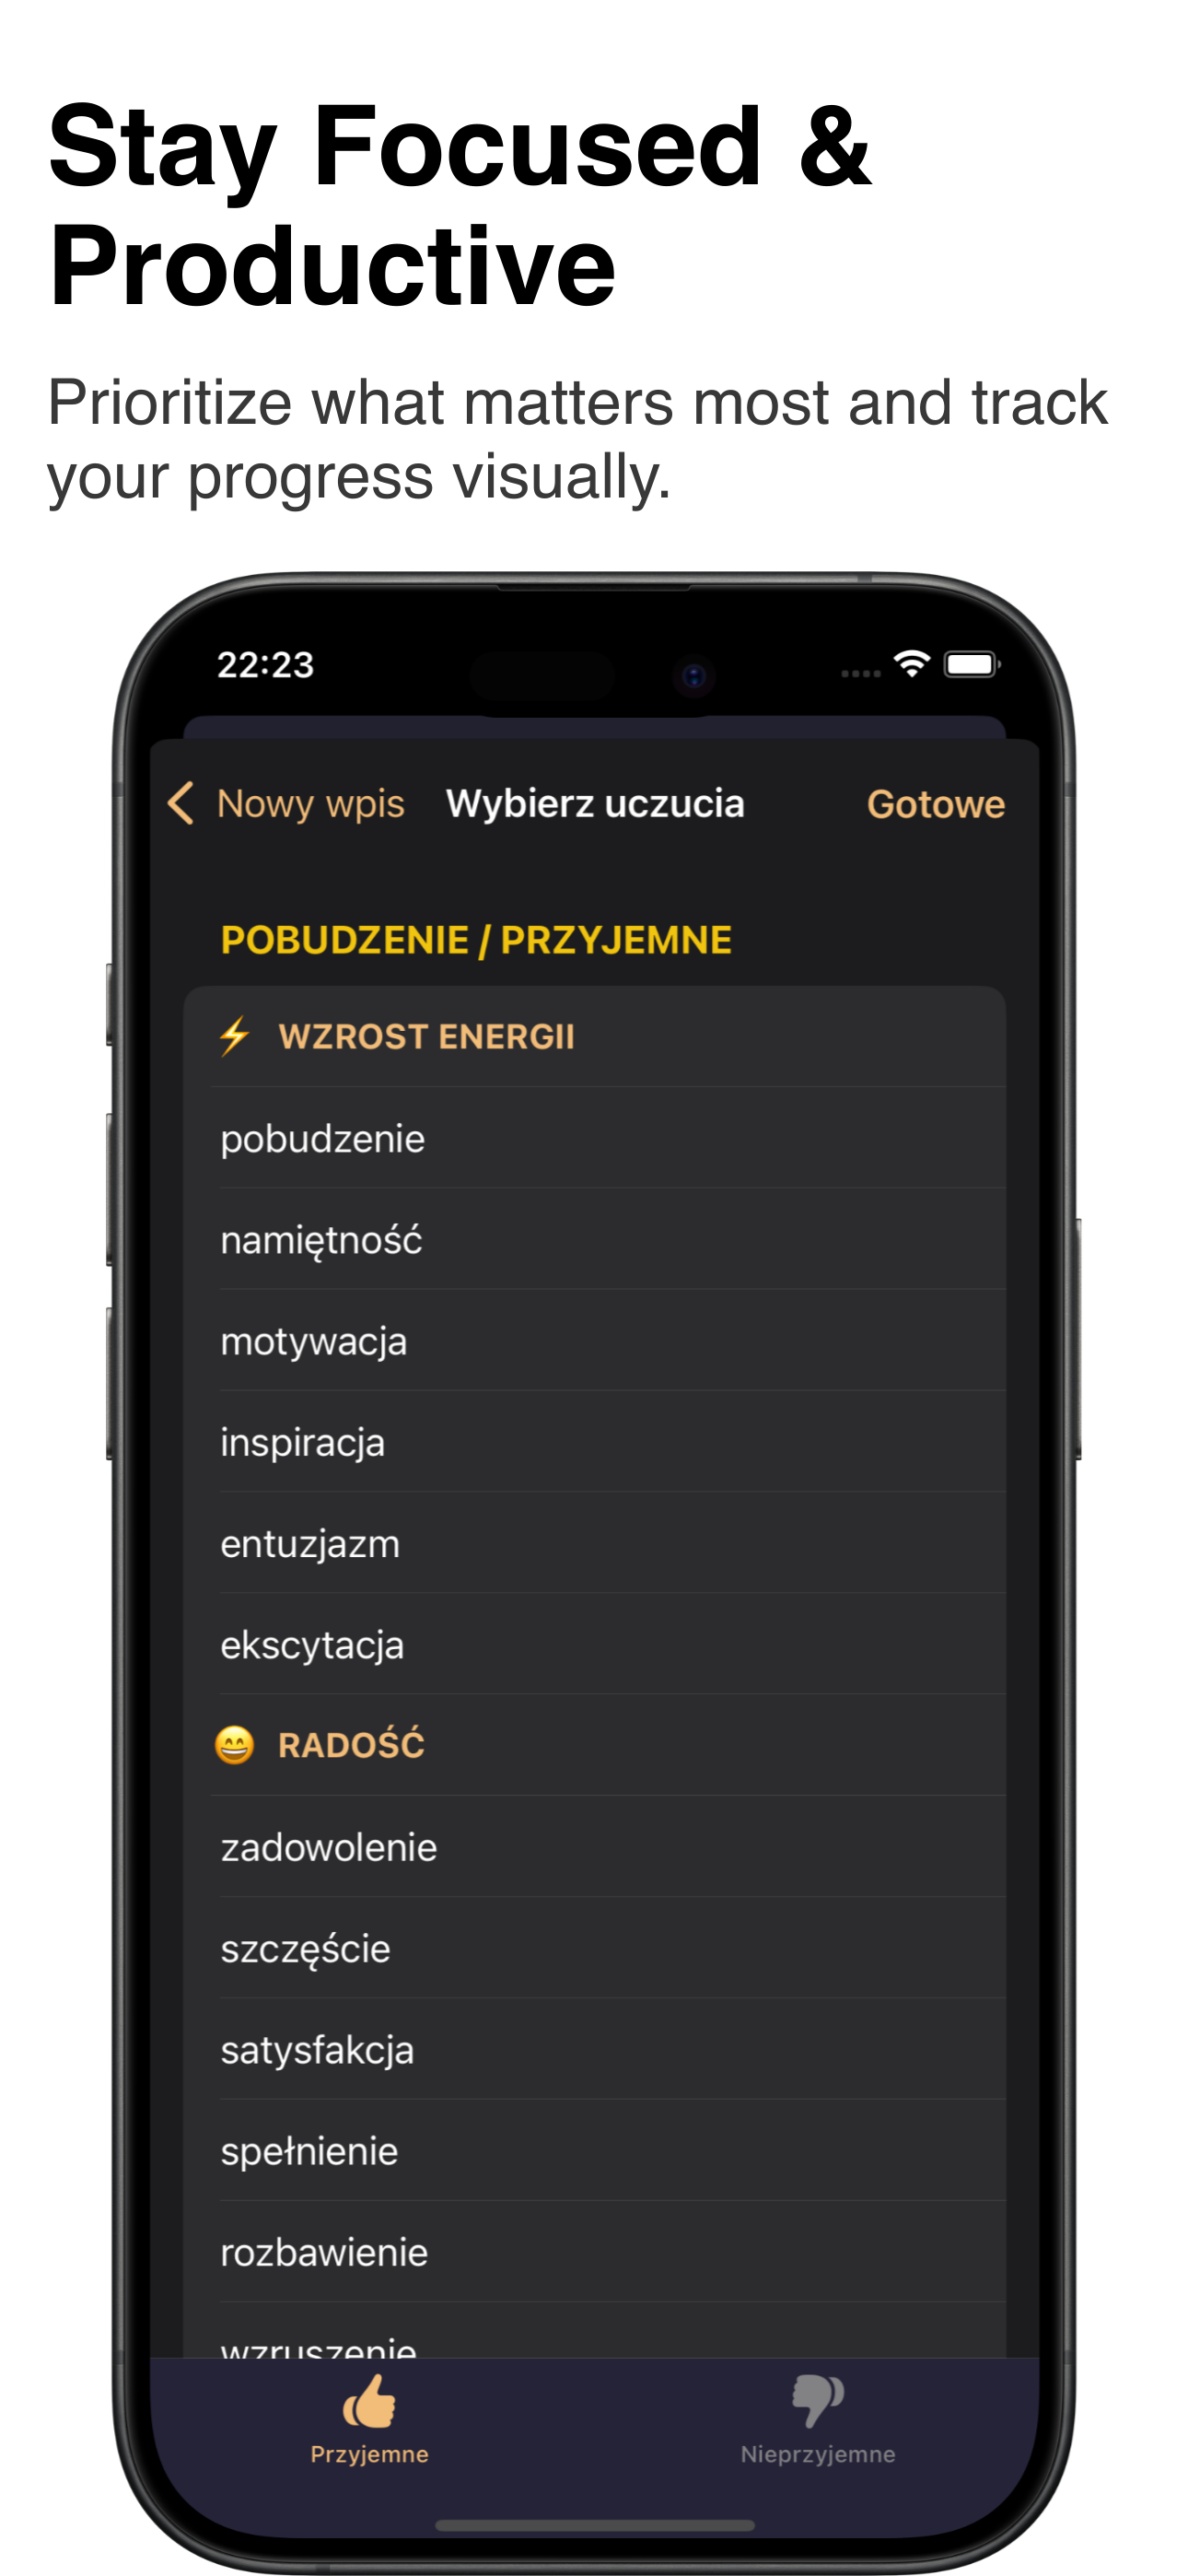 Stay Focused &
Productive
Prioritize what matters most and track
your progress visually.
22:23
Nowy wpis Wybierz uczucia Gotowe
POBUDZENIE / PRZYJEMNE
⚡ WZROST ENERGII
pobudzenie
namiętność
motywacja
inspiracja
entuzjazm
ekscytacja
😄 RADOŚĆ
zadowolenie
szczęście
satysfakcja
spełnienie
rozbawienie
wzruszenie
Przyjemne Nieprzyjemne